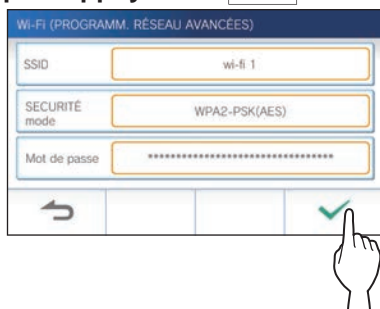 Wi-Fi (PROGRAMM. RÉSEAU AVANCÉES)
SSID
wi-fi 1
SECURITÉ
mode
WPA2-PSK(AES)
Mot de passe
**********************************